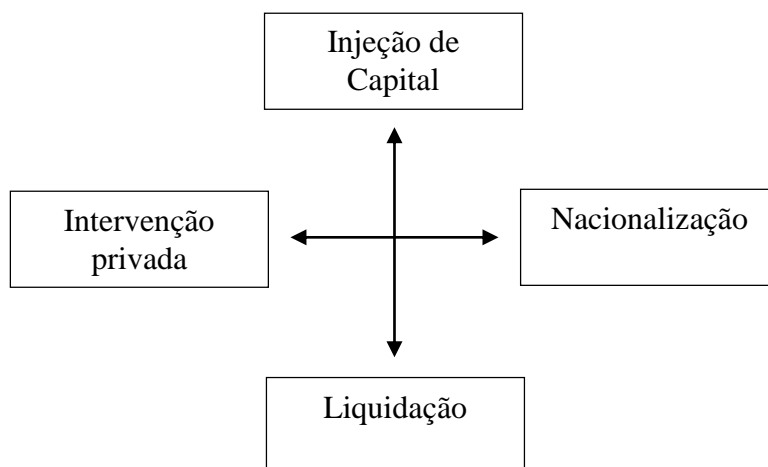 Injeção de
Capital
Intervenção
privada
Nacionalização
Liquidação